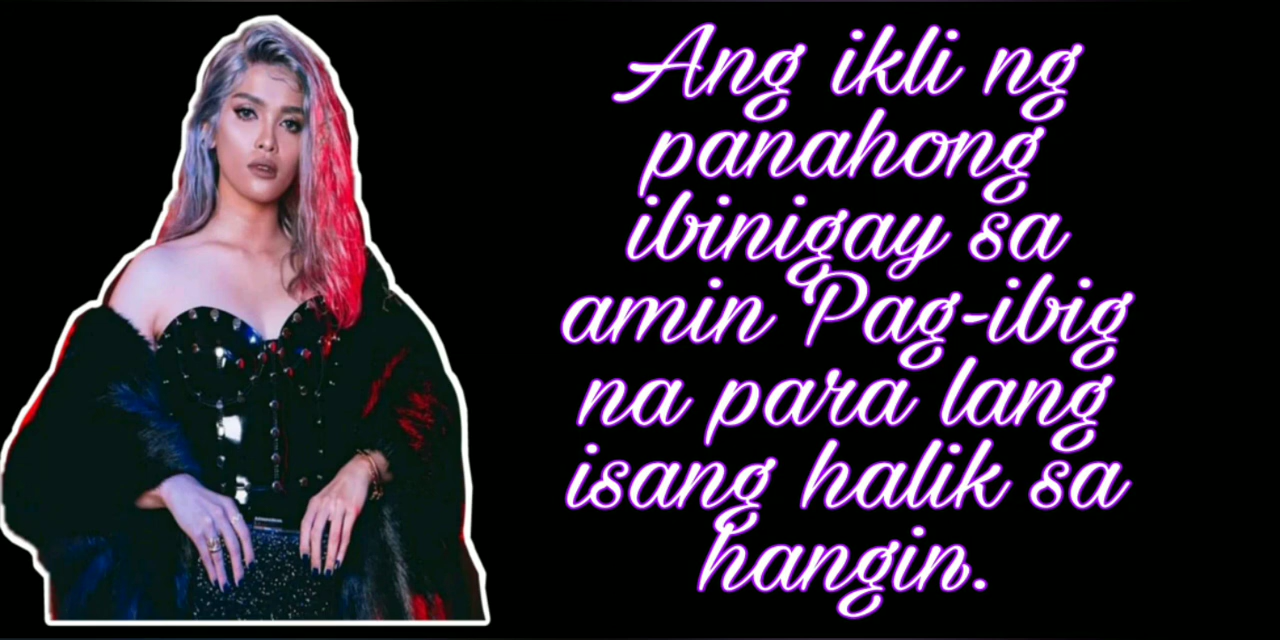 Ang ikli ng
panahong
ibinigay sa
amin Pag-ibig
na para lang
isang halik sa
hangin.